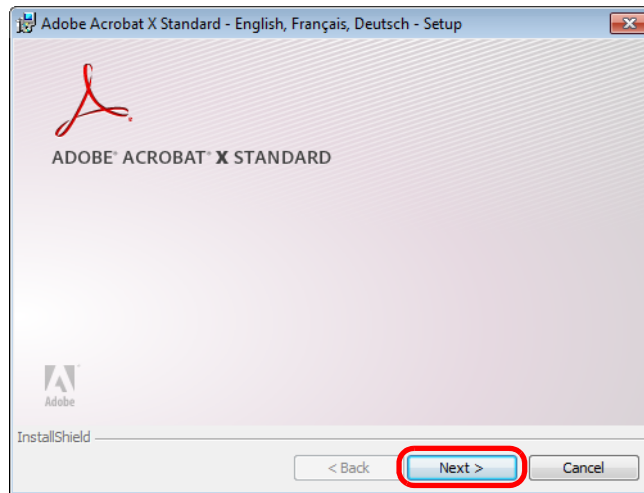 Adobe Acrobat X Standard - English, Français, Deutsch - Setup
ADOBE® ACROBAT® X STANDARD
Adobe
InstallShield
< Back Next > Cancel